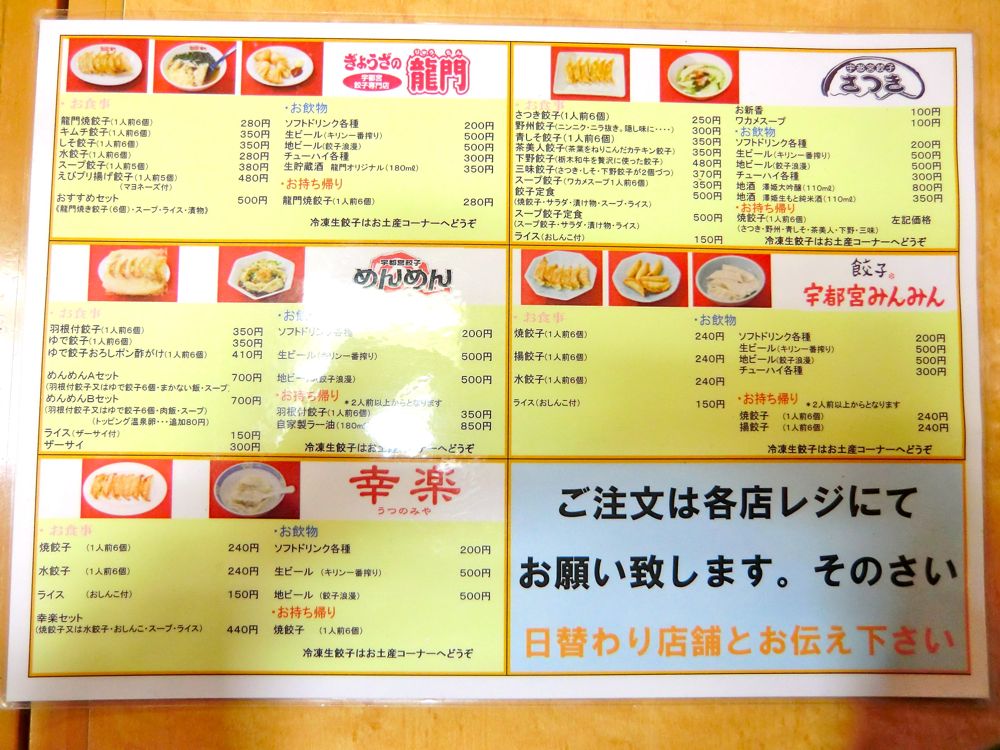 ぎょうざの
宇都宮
餃子専門店
りゅう もん
龍門
・お食事
龍門焼餃子(1人前6個) 280円
キムチ餃子(1人前6個) 350円
しそ餃子(1人前6個) 350円
水餃子(1人前6個) 280円
スープ餃子(1人前5個) 380円
えびプリ揚げ餃子(1人前5個) 480円
(マヨネーズ付)
おすすめセット 500円
《龍門焼き餃子(6個)・スープ・ライス・漬物》
・お飲物
ソフトドリンク各種 200円
生ビール(キリン一番搾り) 500円
地ビール(餃子浪漫) 500円
チューハイ各種 300円
生貯蔵酒 龍門オリジナル(180mℓ) 350円
・お持ち帰り
龍門焼餃子(1人前6個) 280円
冷凍生餃子はお土産コーナーへどうぞ
宇都宮餃子
さつき
・お食事
さつき餃子(1人前6個) 250円
野州餃子(ニンニク・ニラ抜き。隠し味に・・・・) 300円
青しそ餃子(1人前6個) 350円
茶美人餃子(茶葉をねりこんだカテキン餃子) 350円
下野餃子(栃木和牛を贅沢に使った餃子) 480円
三味餃子(さつき・しそ・下野餃子が2個づつ) 370円
スープ餃子(ワカメスープ1人前6個) 350円
餃子定食 500円
(焼餃子・サラダ・漬け物・スープ・ライス)
スープ餃子定食 500円
(スープ餃子・サラダ・漬け物・ライス)
ライス(おしんこ付) 150円
お新香 100円
ワカメスープ 100円
・お飲物
ソフトドリンク各種 200円
生ビール(キリン一番搾り) 500円
地ビール(餃子浪漫) 500円
チューハイ各種 300円
地酒 澤姫大吟醸(110mℓ) 800円
地酒 澤姫生もと純米酒(110mℓ) 350円
・お持ち帰り
焼餃子(1人前6個) 左記価格
(さつき・野州・青しそ・茶美人・下野・三味)
冷凍生餃子はお土産コーナーへどうぞ
宇都宮餃子
めんめん
・お食事
羽根付餃子(1人前6個) 350円
ゆで餃子(1人前6個) 350円
ゆで餃子おろしポン酢がけ(1人前6個) 410円
めんめんAセット 700円
(羽根付餃子又はゆで餃子6個・まかない飯・スープ)
めんめんBセット 700円
(羽根付餃子又はゆで餃子6個・肉飯・スープ)
(トッピング温泉卵・・・追加80円)
ライス(ザーサイ付) 150円
ザーサイ 300円
・お飲物
ソフトドリンク各種 200円
生ビール(キリン一番搾り) 500円
地ビール(餃子浪漫) 500円
・お持ち帰り *2人前以上からとなります
羽根付餃子(1人前6個) 350円
自家製ラー油(180mℓ) 850円
冷凍生餃子はお土産コーナーへどうぞ
餃子
宇都宮みんみん
・お食事
焼餃子(1人前6個) 240円
揚餃子(1人前6個) 240円
水餃子(1人前6個) 240円
ライス(おしんこ付) 150円
・お飲物
ソフトドリンク各種 200円
生ビール(キリン一番搾り) 500円
地ビール(餃子浪漫) 500円
チューハイ各種 300円
・お持ち帰り *2人前以上からとなります
焼餃子 (1人前6個) 240円
揚餃子 (1人前6個) 240円
冷凍生餃子はお土産コーナーへどうぞ
幸楽
うつのみや
・お食事
焼餃子 (1人前6個) 240円
水餃子 (1人前6個) 240円
ライス (おしんこ付) 150円
幸楽セット
(焼餃子又は水餃子・おしんこ・スープ・ライス) 440円
・お飲物
ソフトドリンク各種 200円
生ビール (キリン一番搾り) 500円
地ビール (餃子浪漫) 500円
・お持ち帰り
焼餃子 (1人前6個)
冷凍生餃子はお土産コーナーへどうぞ
ご注文は各店レジにて
お願い致します。そのさい
日替わり店舗とお伝え下さい